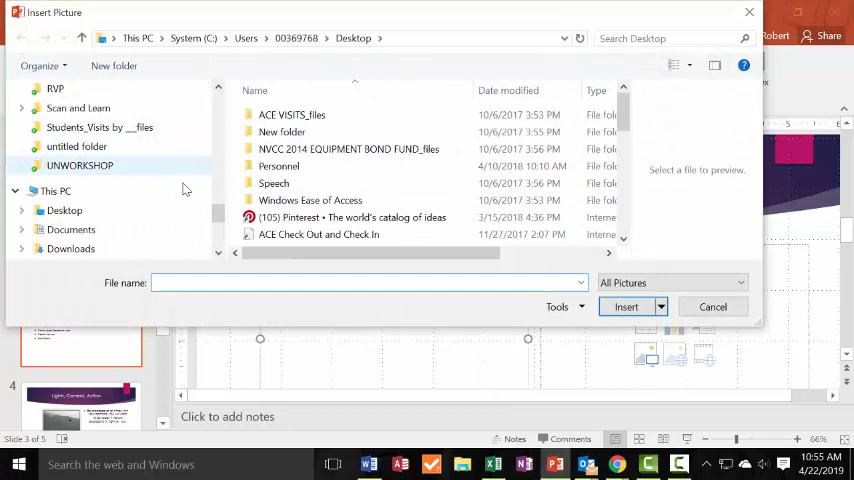 Insert Picture
Robert Share
This PC System (C:) Users 00369768 Desktop Search Desktop
Organize New folder
RVP
Scan and Learn
Students_Visits by __files
untitled folder
UNWORKSHOP
This PC
Desktop
Documents
Downloads
Name Date modified Type
ACE VISITS_files 10/6/2017 3:53 PM File fold
New folder 10/6/2017 3:55 PM File fold
NVCC 2014 EQUIPMENT BOND FUND_files 10/6/2017 3:56 PM File fold
Personnel 4/10/2018 10:10 AM File fold
Speech 10/6/2017 3:56 PM File fold
Windows Ease of Access 10/6/2017 3:56 PM File fold
(105) Pinterest • The world's catalog of ideas 3/15/2018 4:36 PM Interne
ACE Check Out and Check In 11/27/2017 2:07 PM Interne
Select a file to preview.
File name: All Pictures
Tools Insert Cancel
4
Lights, Camera, Action
Click to add notes
Slide 3 of 5 Notes Comments 66%
Search the web and Windows
10:55 AM
4/22/2019